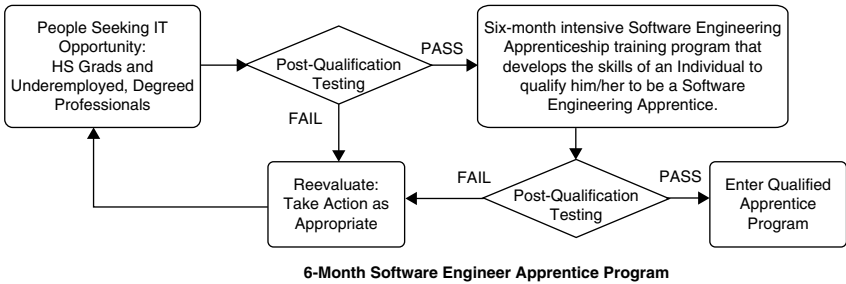 People Seeking IT
Opportunity:
HS Grads and
Underemployed, Degreed
Professionals
Post-Qualification
Testing
PASS
FAIL
Six-month intensive Software Engineering
Apprenticeship training program that
develops the skills of an Individual to
qualify him/her to be a Software
Engineering Apprentice.
Reevaluate:
Take Action as
Appropriate
FAIL
Post-Qualification
Testing
PASS
Enter Qualified
Apprentice
Program
6-Month Software Engineer Apprentice Program